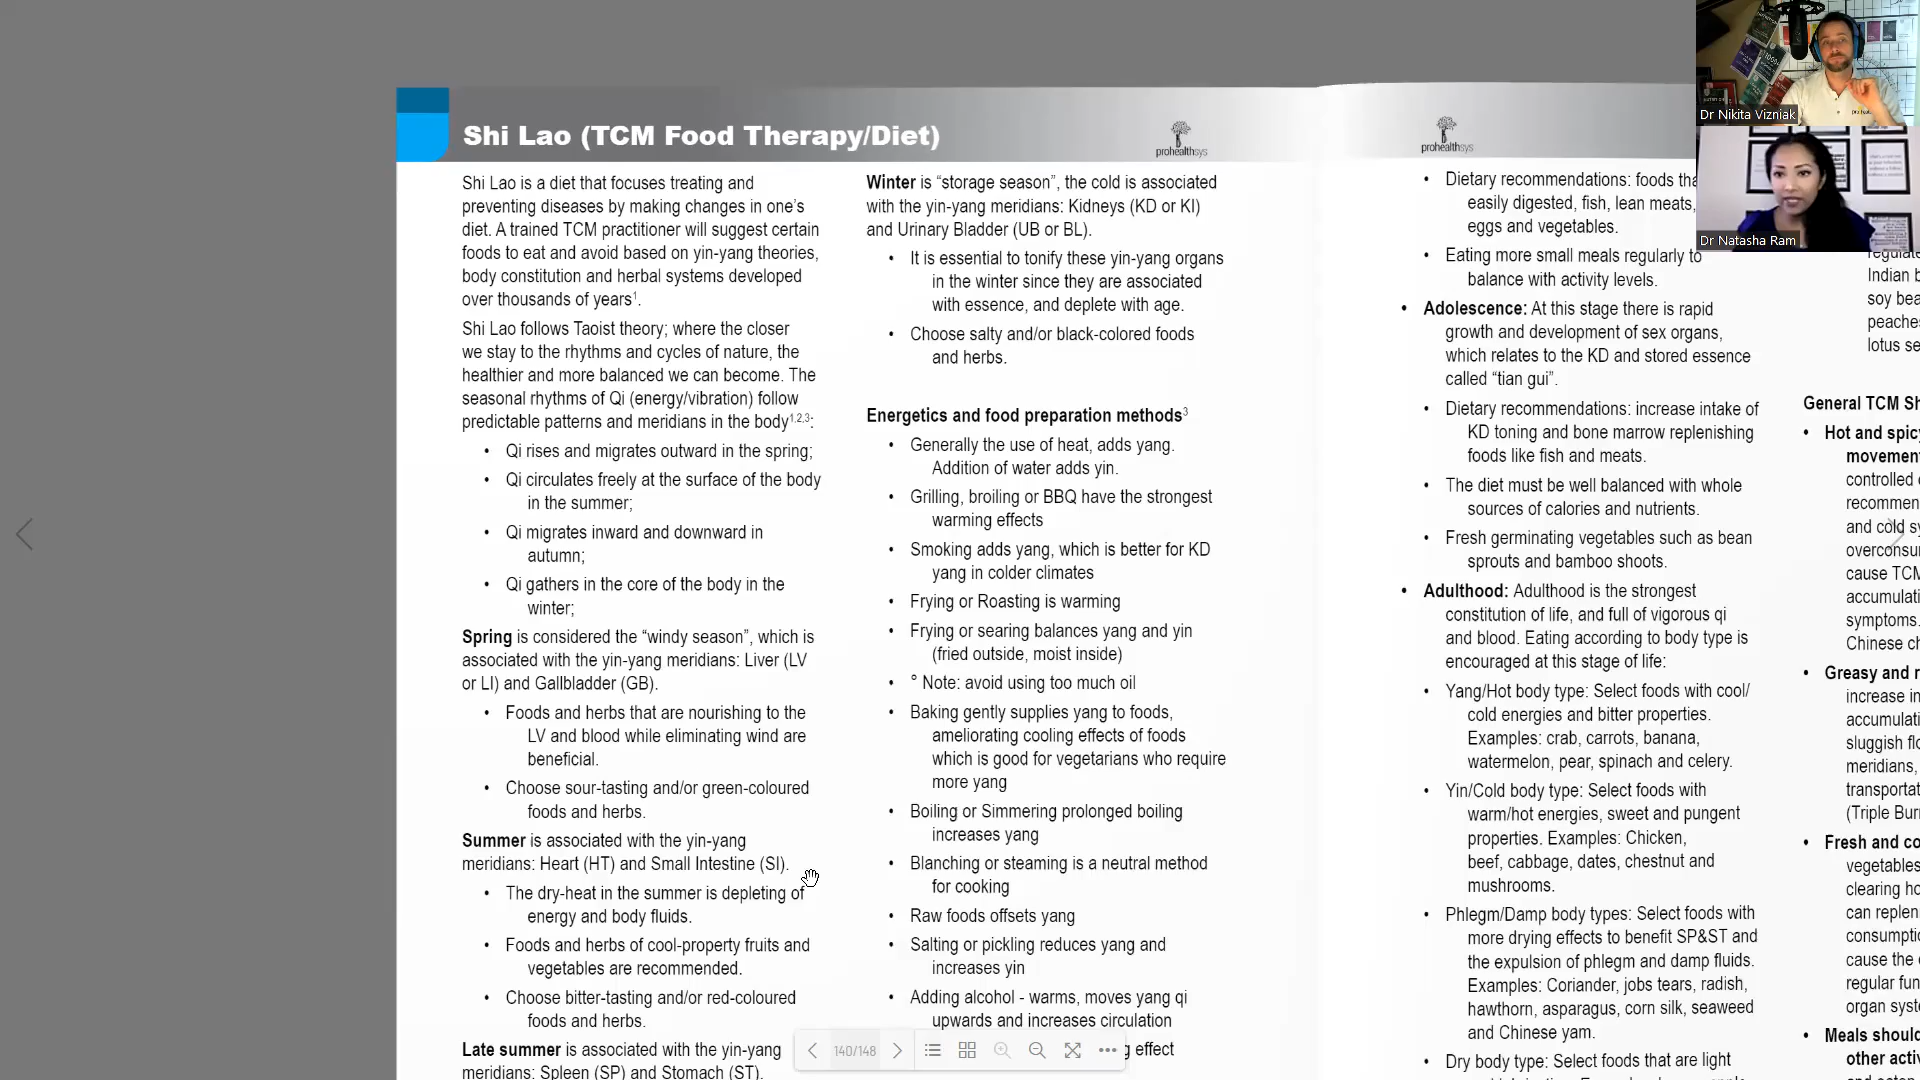 Shi Lao (TCM Food Therapy/Diet)
prohealthsys
prohealthsys
Dr Nikita Vizniak
Dr Natasha Ram
Shi Lao is a diet that focuses treating and
preventing diseases by making changes in one's
diet. A trained TCM practitioner will suggest certain
foods to eat and avoid based on yin-yang theories,
body constitution and herbal systems developed
over thousands of years1.
Shi Lao follows Taoist theory; where the closer
we stay to the rhythms and cycles of nature, the
healthier and more balanced we can become. The
seasonal rhythms of Qi (energy/vibration) follow
predictable patterns and meridians in the body1,2,3:
• Qi rises and migrates outward in the spring;
• Qi circulates freely at the surface of the body
in the summer;
• Qi migrates inward and downward in
autumn;
• Qi gathers in the core of the body in the
winter;
Spring is considered the “windy season”, which is
associated with the yin-yang meridians: Liver (LV
or LI) and Gallbladder (GB).
• Foods and herbs that are nourishing to the
LV and blood while eliminating wind are
beneficial.
• Choose sour-tasting and/or green-coloured
foods and herbs.
Summer is associated with the yin-yang
meridians: Heart (HT) and Small Intestine (SI).
• The dry-heat in the summer is depleting of
energy and body fluids.
• Foods and herbs of cool-property fruits and
vegetables are recommended.
• Choose bitter-tasting and/or red-coloured
foods and herbs.
Late summer is associated with the yin-yang
meridians: Spleen (SP) and Stomach (ST).
Winter is “storage season”, the cold is associated
with the yin-yang meridians: Kidneys (KD or KI)
and Urinary Bladder (UB or BL).
• It is essential to tonify these yin-yang organs
in the winter since they are associated
with essence, and deplete with age.
• Choose salty and/or black-colored foods
and herbs.
Energetics and food preparation methods3
• Generally the use of heat, adds yang.
Addition of water adds yin.
• Grilling, broiling or BBQ have the strongest
warming effects
• Smoking adds yang, which is better for KD
yang in colder climates
• Frying or Roasting is warming
• Frying or searing balances yang and yin
(fried outside, moist inside)
• ° Note: avoid using too much oil
• Baking gently supplies yang to foods,
ameliorating cooling effects of foods
which is good for vegetarians who require
more yang
• Boiling or Simmering prolonged boiling
increases yang
• Blanching or steaming is a neutral method
for cooking
• Raw foods offsets yang
• Salting or pickling reduces yang and
increases yin
• Adding alcohol - warms, moves yang qi
upwards and increases circulation
g effect
140/148
• Dietary recommendations: foods tha
easily digested, fish, lean meats,
eggs and vegetables.
• Eating more small meals regularly to
balance with activity levels.
• Adolescence: At this stage there is rapid
growth and development of sex organs,
which relates to the KD and stored essence
called “tian gui”.
• Dietary recommendations: increase intake of
KD toning and bone marrow replenishing
foods like fish and meats.
• The diet must be well balanced with whole
sources of calories and nutrients.
• Fresh germinating vegetables such as bean
sprouts and bamboo shoots.
• Adulthood: Adulthood is the strongest
constitution of life, and full of vigorous qi
and blood. Eating according to body type is
encouraged at this stage of life:
• Yang/Hot body type: Select foods with cool/
cold energies and bitter properties.
Examples: crab, carrots, banana,
watermelon, pear, spinach and celery.
• Yin/Cold body type: Select foods with
warm/hot energies, sweet and pungent
properties. Examples: Chicken,
beef, cabbage, dates, chestnut and
mushrooms.
• Phlegm/Damp body types: Select foods with
more drying effects to benefit SP&ST and
the expulsion of phlegm and damp fluids.
Examples: Coriander, jobs tears, radish,
hawthorn, asparagus, corn silk, seaweed
and Chinese yam.
• Dry body type: Select foods that are light
regulate
Indian b
soy bea
peaches
lotus se
General TCM Sh
• Hot and spicy
movement
controlled
recommen
and cold sy
overconsu
cause TCM
accumulati
symptoms.
Chinese ch
• Greasy and r
increase in
accumulati
sluggish flo
meridians,
transportat
(Triple Burn
• Fresh and co
vegetables
clearing ho
can replen
consumptio
cause the
regular fun
organ syste
• Meals should
other activ